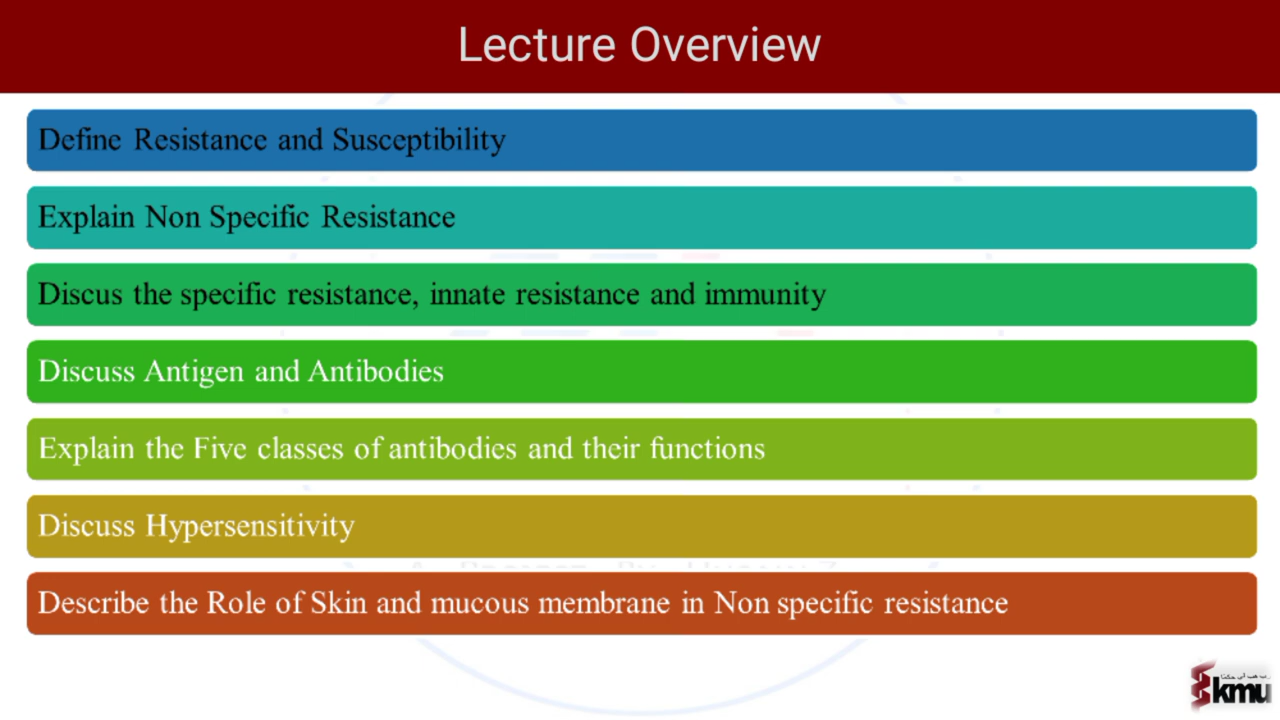 Lecture Overview
Define Resistance and Susceptibility
Explain Non Specific Resistance
Discus the specific resistance, innate resistance and immunity
Discuss Antigen and Antibodies
Explain the Five classes of antibodies and their functions
Discuss Hypersensitivity
Describe the Role of Skin and mucous membrane in Non specific resistance
kmu